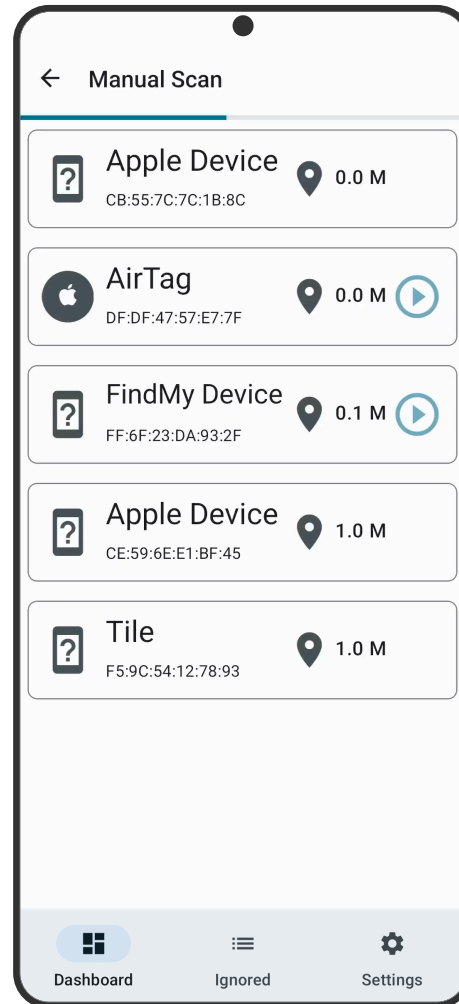 Manual Scan
Apple Device
CB:55:7C:7C:1B:8C
0.0 M
AirTag
DF:DF:47:57:E7:7F
0.0 M
FindMy Device
FF:6F:23:DA:93:2F
0.1 M
Apple Device
CE:59:6E:E1:BF:45
1.0 M
Tile
F5:9C:54:12:78:93
1.0 M
Dashboard
Ignored
Settings